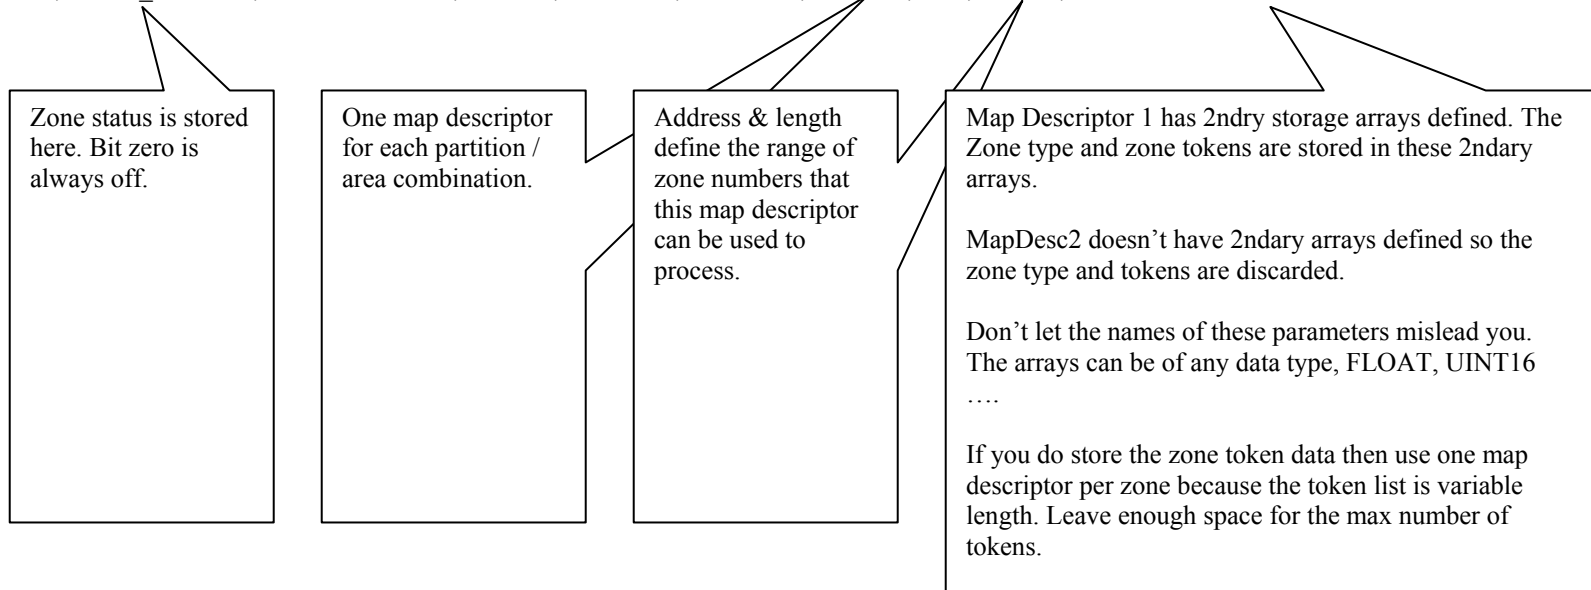 Zone status is stored
here. Bit zero is
always off.
One map descriptor
for each partition /
area combination.
Address & length
define the range of
zone numbers that
this map descriptor
can be used to
process.
Map Descriptor 1 has 2ndry storage arrays defined. The
Zone type and zone tokens are stored in these 2ndary
arrays.
MapDesc2 doesn’t have 2ndary arrays defined so the
zone type and tokens are discarded.
Don’t let the names of these parameters mislead you.
The arrays can be of any data type, FLOAT, UINT16
….
If you do store the zone token data then use one map
descriptor per zone because the token list is variable
length. Leave enough space for the max number of
tokens.